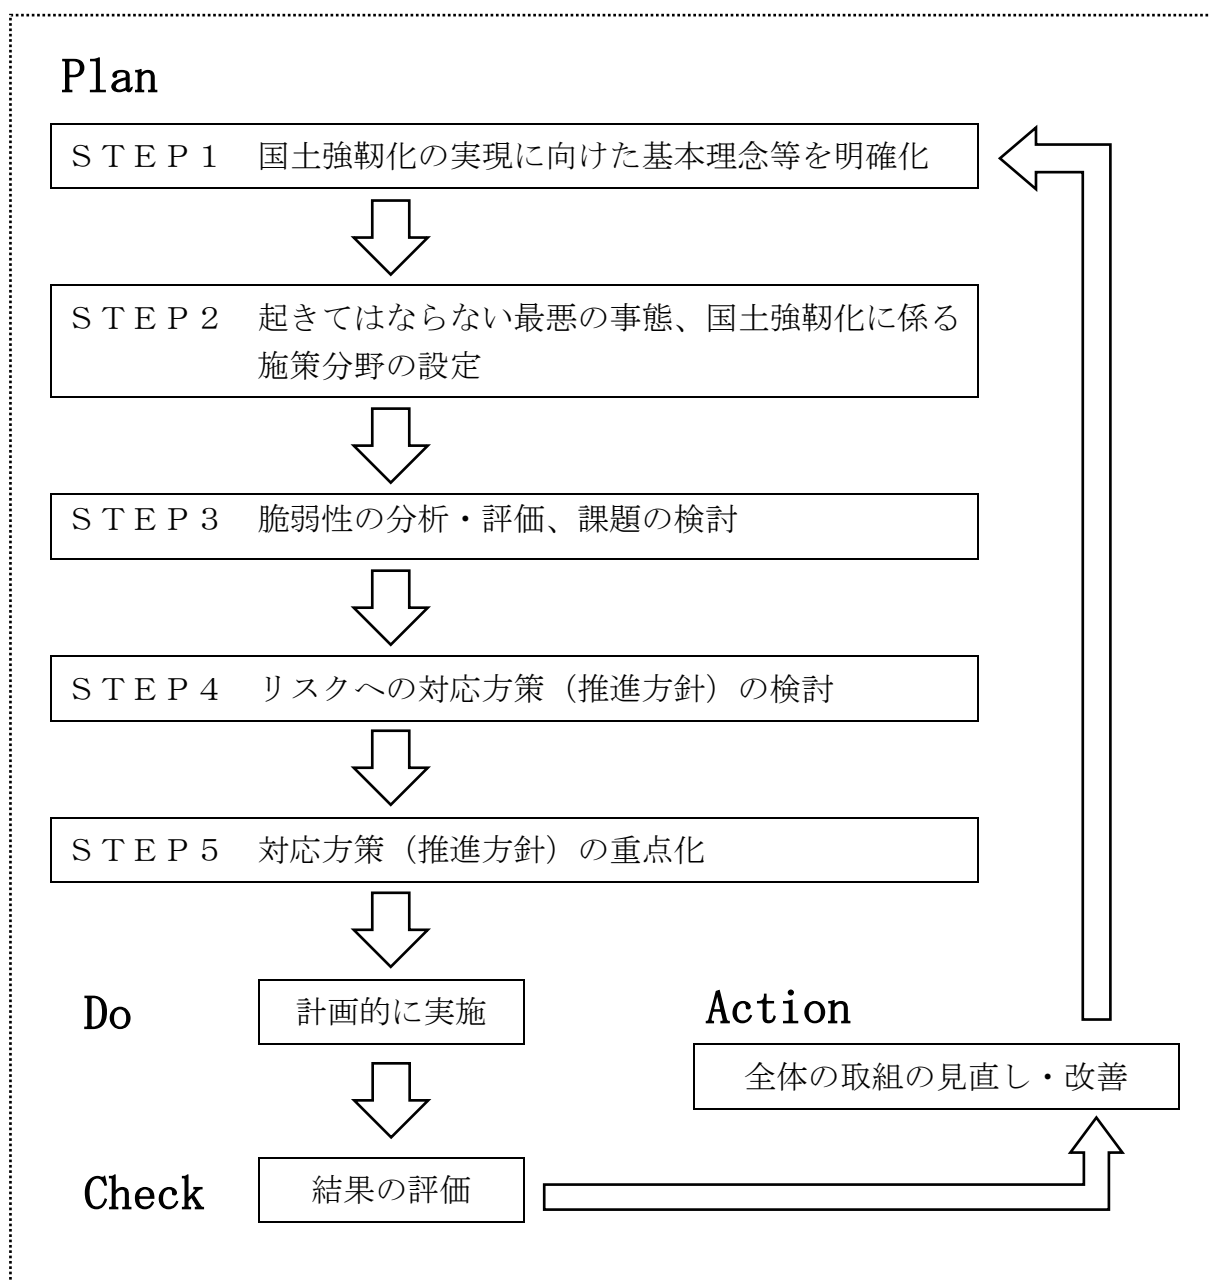 Plan
STEP1 国土強靭化の実現に向けた基本理念等を明確化
STEP2 起きてはならない最悪の事態、国土強靭化に係る
施策分野の設定
STEP3 脆弱性の分析・評価、課題の検討
STEP4 リスクへの対応方策（推進方針）の検討
STEP5 対応方策（推進方針）の重点化
Do
計画的に実施
Action
全体の取組の見直し・改善
Check
結果の評価